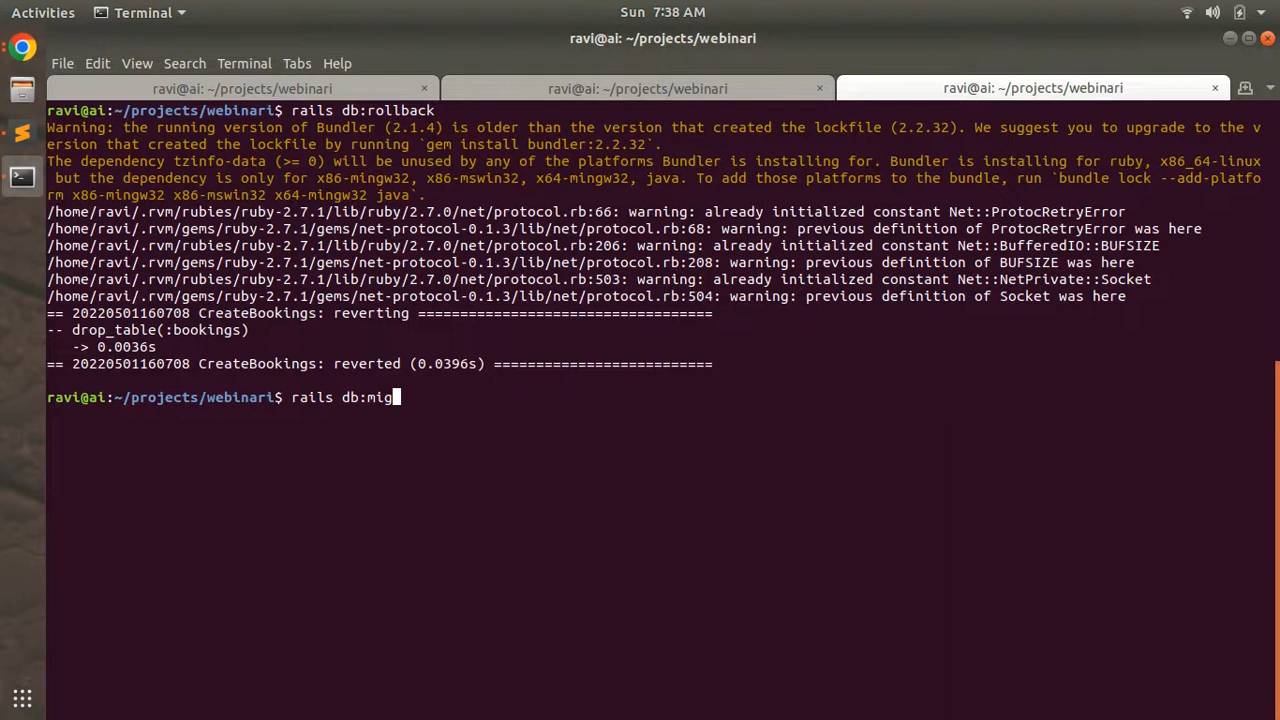 Activities Terminal Sun 7:38 AM
ravi@ai: ~/projects/webinari
File Edit View Search Terminal Tabs Help
ravi@ai: ~/projects/webinari × ravi@ai: ~/projects/webinari × ravi@ai: ~/projects/webinari ×
ravi@ai:~/projects/webinari$ rails db:rollback
Warning: the running version of Bundler (2.1.4) is older than the version that created the lockfile (2.2.32). We suggest you to upgrade to the v
ersion that created the lockfile by running `gem install bundler:2.2.32`.
The dependency tzinfo-data (>= 0) will be unused by any of the platforms Bundler is installing for. Bundler is installing for ruby, x86_64-linux
 but the dependency is only for x86-mingw32, x86-mswin32, x64-mingw32, java. To add those platforms to the bundle, run `bundle lock --add-platfo
rm x86-mingw32 x86-mswin32 x64-mingw32 java`.
/home/ravi/.rvm/rubies/ruby-2.7.1/lib/ruby/2.7.0/net/protocol.rb:66: warning: already initialized constant Net::ProtocRetryError
/home/ravi/.rvm/gems/ruby-2.7.1/gems/net-protocol-0.1.3/lib/net/protocol.rb:68: warning: previous definition of ProtocRetryError was here
/home/ravi/.rvm/rubies/ruby-2.7.1/lib/ruby/2.7.0/net/protocol.rb:206: warning: already initialized constant Net::BufferedIO::BUFSIZE
/home/ravi/.rvm/gems/ruby-2.7.1/gems/net-protocol-0.1.3/lib/net/protocol.rb:208: warning: previous definition of BUFSIZE was here
/home/ravi/.rvm/rubies/ruby-2.7.1/lib/ruby/2.7.0/net/protocol.rb:503: warning: already initialized constant Net::NetPrivate::Socket
/home/ravi/.rvm/gems/ruby-2.7.1/gems/net-protocol-0.1.3/lib/net/protocol.rb:504: warning: previous definition of Socket was here
== 20220501160708 CreateBookings: reverting ===================================
-- drop_table(:bookings)
   -> 0.0036s
== 20220501160708 CreateBookings: reverted (0.0396s) ==========================
ravi@ai:~/projects/webinari$ rails db:mig